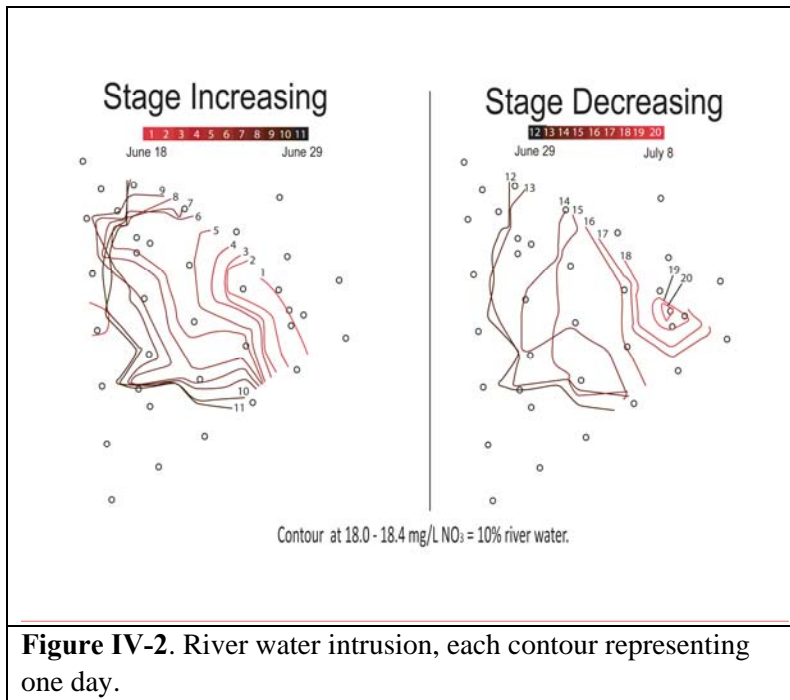 Stage Increasing
1 2 3 4 5 6 7 8 9 10 11
June 18 June 29
9
8
7
6
5
4
3
2
1
10
11
Stage Decreasing
12 13 14 15 16 17 18 19 20
June 29 July 8
12
13
14
15
16
17
18
19
20
Contour at 18.0 - 18.4 mg/L NO₃ = 10% river water.
Figure IV-2. River water intrusion, each contour representing
one day.